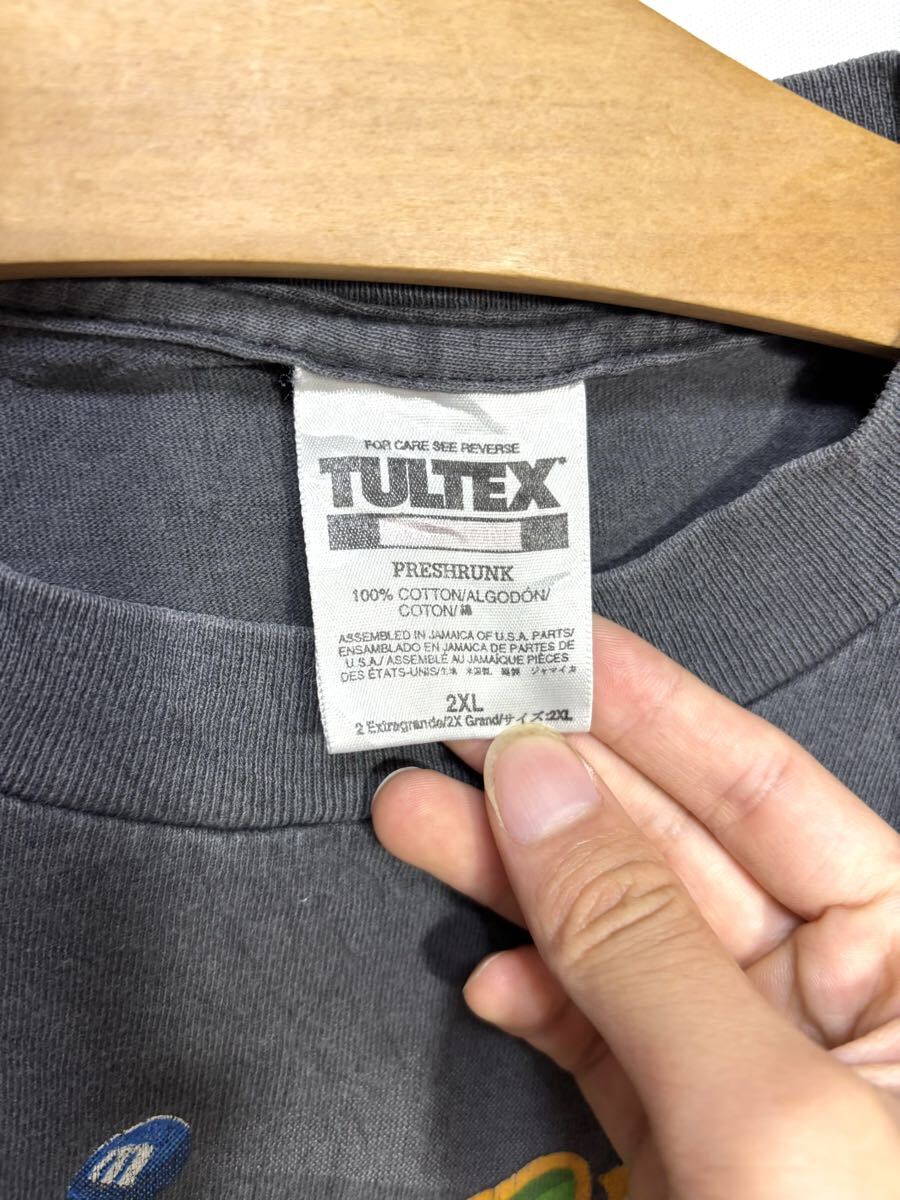 FOR CARE SEE REVERSE
TULTEX®
PRESHRUNK
100% COTTON/ALGODÓN/
COTON/綿
ASSEMBLED IN JAMAICA OF U.S.A. PARTS/
ENSAMBLADO EN JAMAICA DE PARTES DE
U.S.A./ ASSEMBLÉ AU JAMAÏQUE PIÈCES
DES ÉTATS-UNIS/生地 米国製, 縫製 ジャマイカ
2XL
2 Extragrande/2X Grand/サイズ:2XL